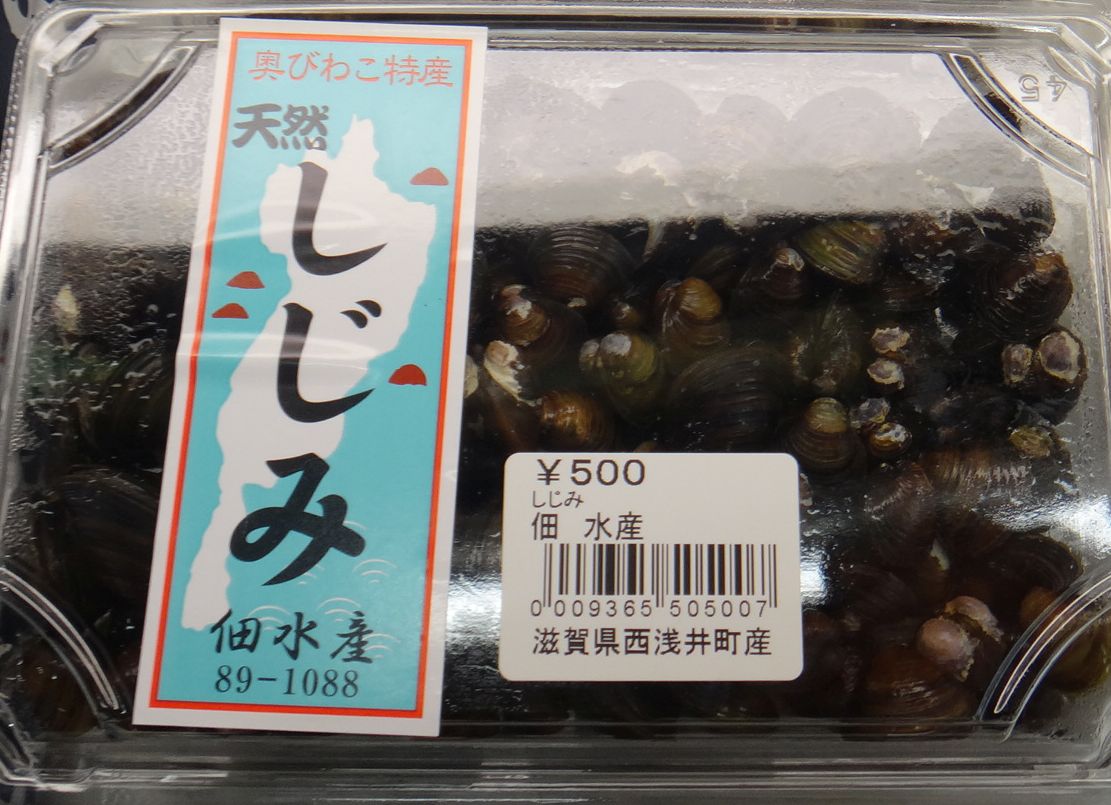 奥びわこ特産
天然
しじみ
佃水産
89-1088
¥500
しじみ
佃 水産
0 009365 505007
滋賀県西浅井町産
45